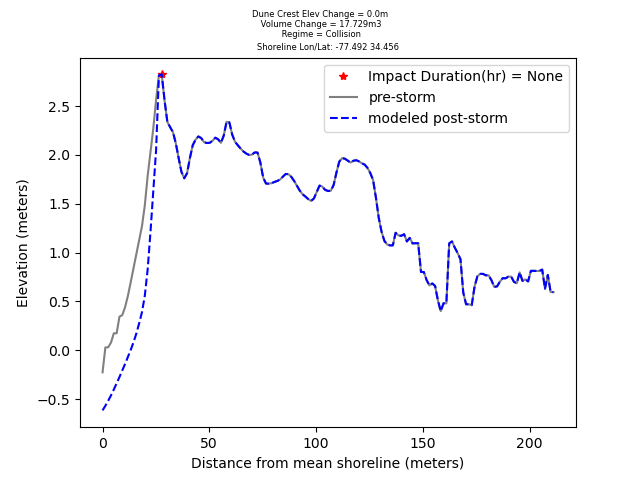 Dune Crest Elev Change = 0.0m
Volume Change = 17.729m3
Regime = Collision
Shoreline Lon/Lat: -77.492 34.456
Impact Duration(hr) = None
pre-storm
modeled post-storm
2.5
2.0
1.5
1.0
0.5
0.0
−0.5
Elevation (meters)
0 50 100 150 200
Distance from mean shoreline (meters)